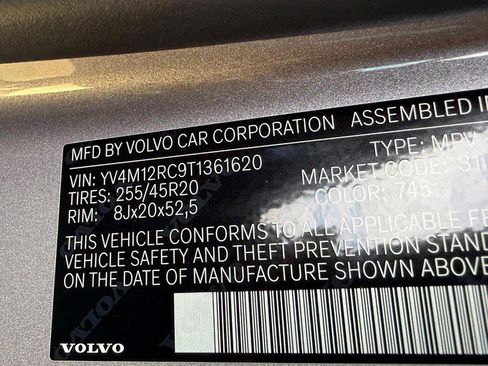 MFD BY VOLVO CAR CORPORATION ASSEMBLED IN
VIN: YV4M12RC9T1361620 TYPE: MPV
TIRES: 255/45R20 MARKET CODE: 31
RIM: 8Jx20x52,5 COLOR: 745
THIS VEHICLE CONFORMS TO ALL APPLICABLE
VEHICLE SAFETY AND THEFT PREVENTION STAND
ON THE DATE OF MANUFACTURE SHOWN ABOVE
VOLVO